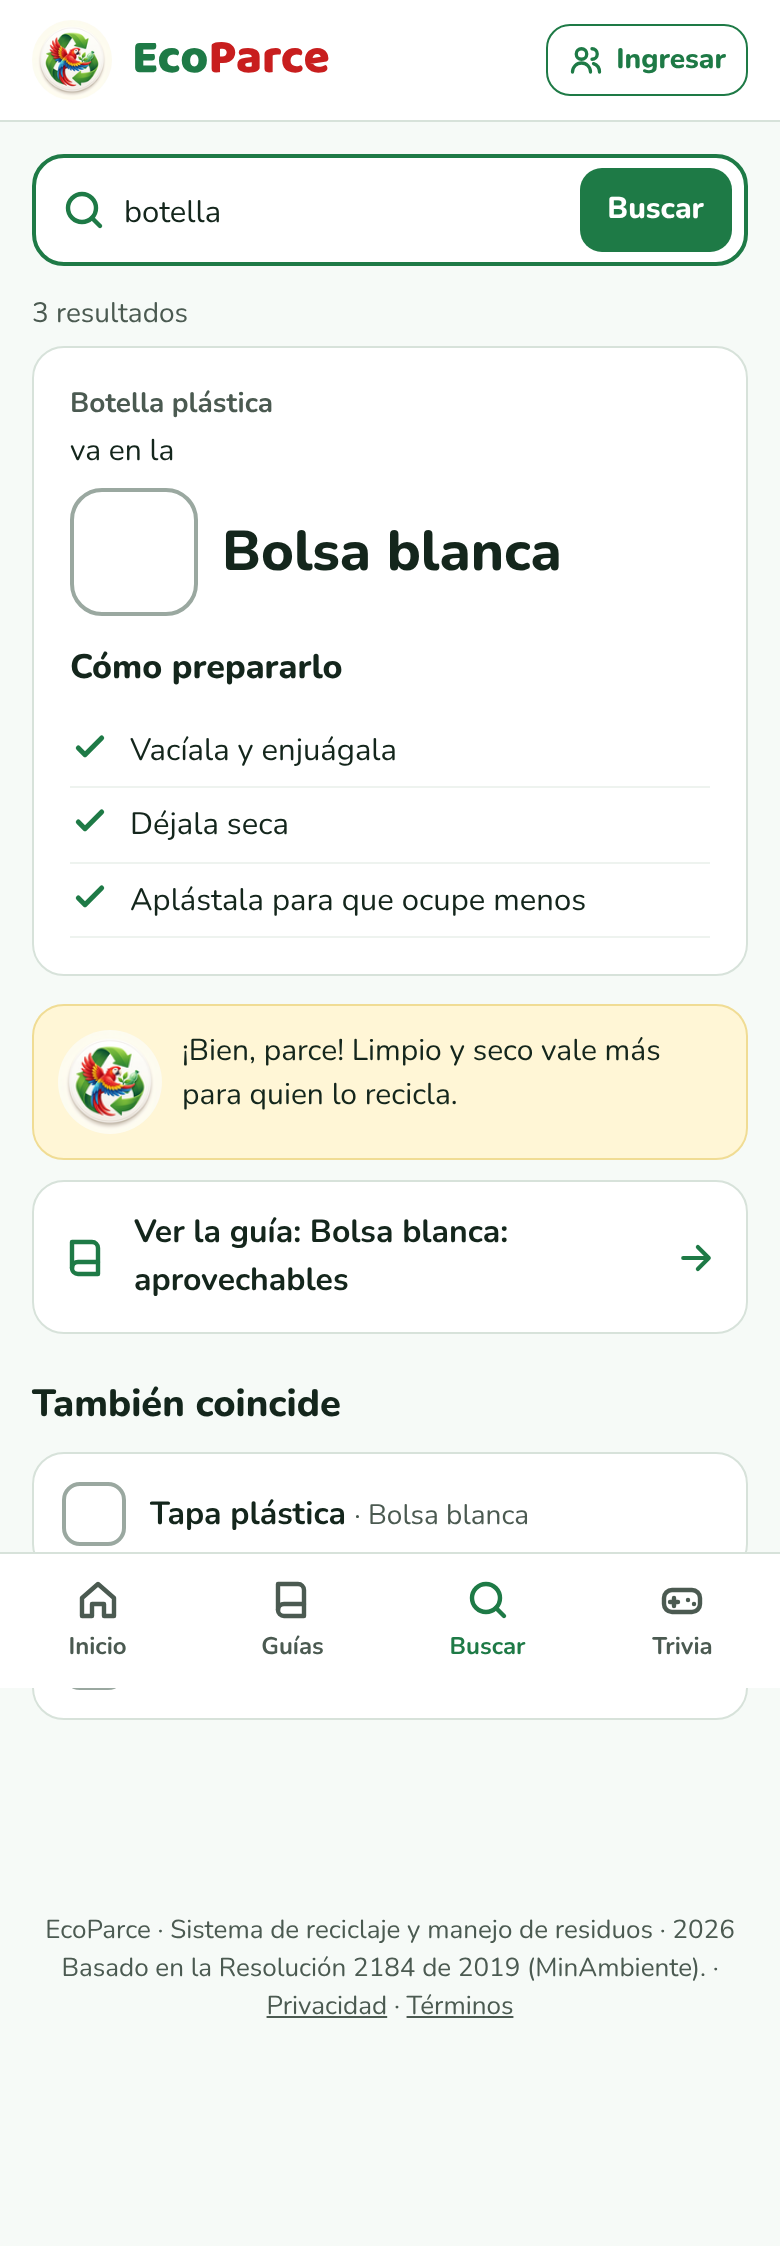 EcoParce
Ingresar
botella
Buscar
3 resultados
Botella plástica
va en la
Bolsa blanca
Cómo prepararlo
Vacíala y enjuágala
Déjala seca
Aplástala para que ocupe menos
¡Bien, parce! Limpio y seco vale más
para quien lo recicla.
Ver la guía: Bolsa blanca:
aprovechables
También coincide
Tapa plástica · Bolsa blanca
Inicio
Guías
Buscar
Trivia
EcoParce · Sistema de reciclaje y manejo de residuos · 2026
Basado en la Resolución 2184 de 2019 (MinAmbiente). ·
Privacidad · Términos